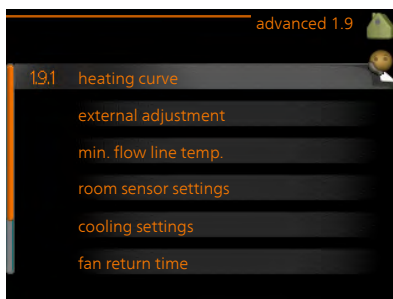 advanced 1.9
1.9.1 heating curve
external adjustment
min. flow line temp.
room sensor settings
cooling settings
fan return time